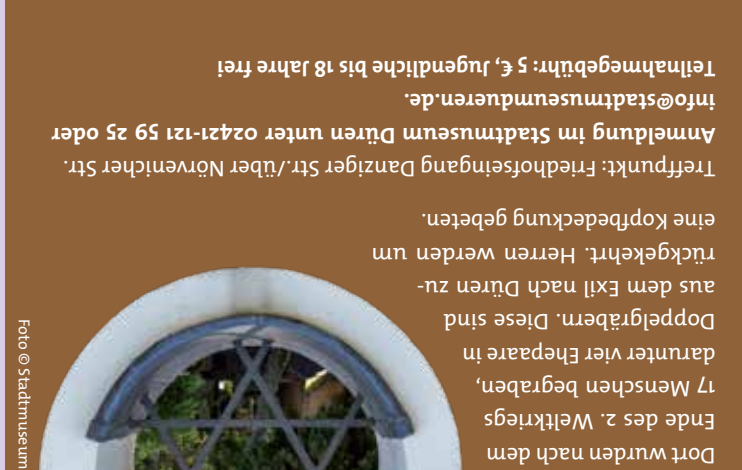 Dort wurden nach dem
Ende des 2. Weltkriegs
17 Menschen begraben,
darunter vier Ehepaare in
Doppelgräbern. Diese sind
aus dem Exil nach Düren zu-
rückgekehrt. Herren werden um
eine Kopfbedeckung gebeten.
Treffpunkt: Friedhofseingang Danziger Str./über Nörvenicher Str.
Anmeldung im Stadtmuseum Düren unter 02421-121 59 25 oder
info@stadtmuseumdueren.de.
Teilnahmegebühr: 5 €, Jugendliche bis 18 Jahre frei
Foto © Stadtmuseum